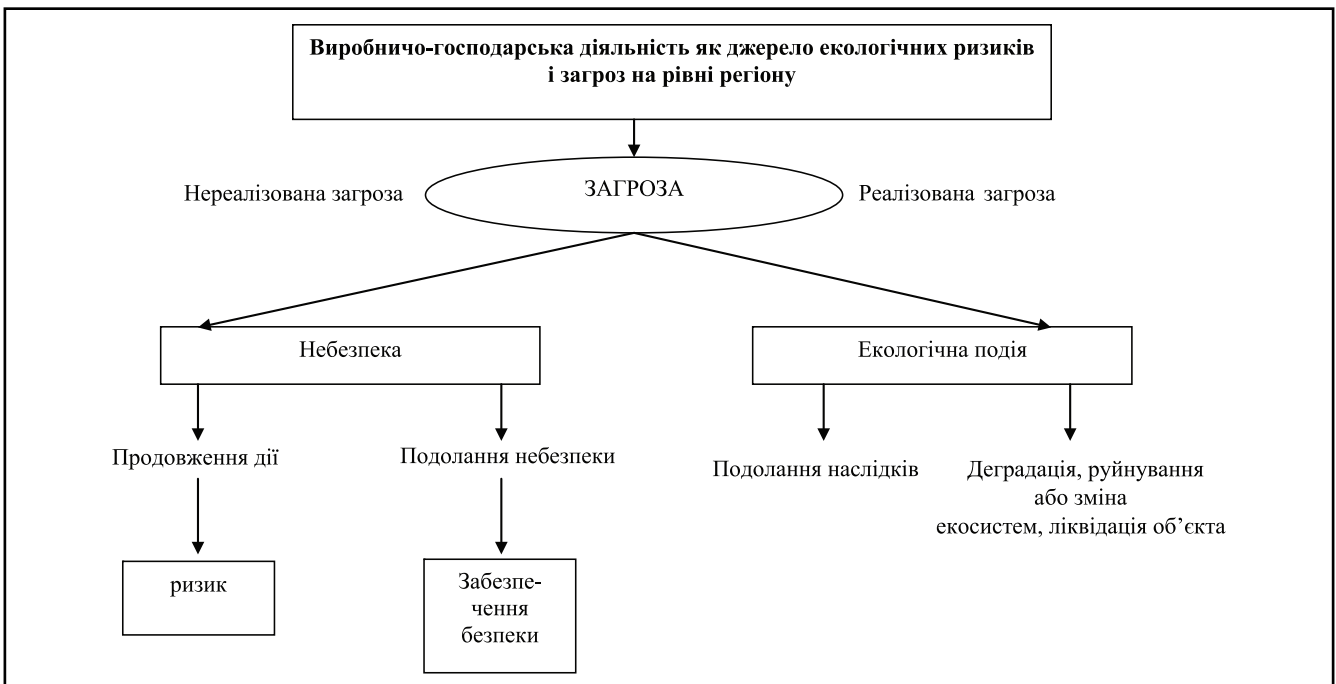 Виробничо-господарська діяльність як джерело екологічних ризиків
і загроз на рівні регіону
Нереалізована загроза
ЗАГРОЗА
Реалізована загроза
Небезпека
Екологічна подія
Продовження дії
Подолання небезпеки
Подолання наслідків
Деградація, руйнування
або зміна
екосистем, ліквідація об’єкта
ризик
Забезпе-
чення
безпеки